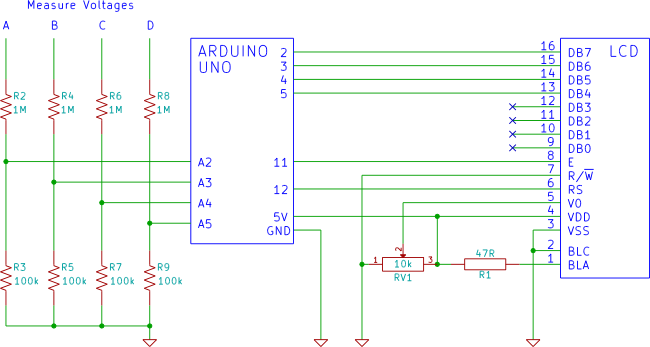 Measure Voltages
A B C D
ARDUINO
UNO
LCD
R2
1M
R4
1M
R6
1M
R8
1M
2
3
4
5
11
12
5V
GND
A2
A3
A4
A5
16 DB7
15 DB6
14 DB5
13 DB4
12 DB3
11 DB2
10 DB1
9 DB0
8 E
7 R/W
6 RS
5 V0
4 VDD
3 VSS
2 BLC
1 BLA
R3
100k
R5
100k
R7
100k
R9
100k
2
1 10k 3
RV1
47R
R1